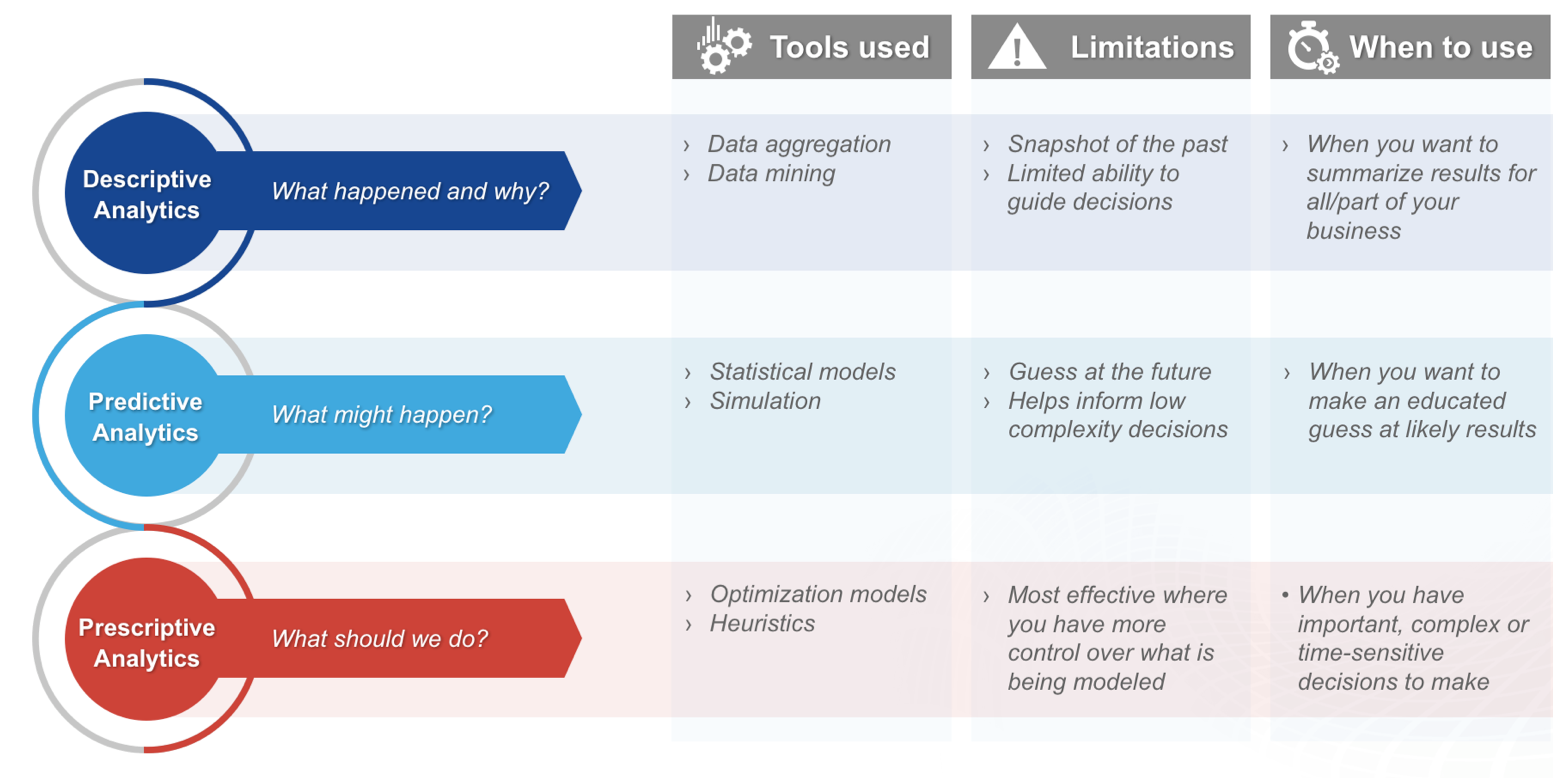 Tools used
Limitations
When to use
Descriptive
Analytics
What happened and why?
› Data aggregation
› Data mining
› Snapshot of the past
› Limited ability to
guide decisions
› When you want to
summarize results for
all/part of your
business
Predictive
Analytics
What might happen?
› Statistical models
› Simulation
› Guess at the future
› Helps inform low
complexity decisions
› When you want to
make an educated
guess at likely results
Prescriptive
Analytics
What should we do?
› Optimization models
› Heuristics
› Most effective where
you have more
control over what is
being modeled
• When you have
important, complex or
time-sensitive
decisions to make